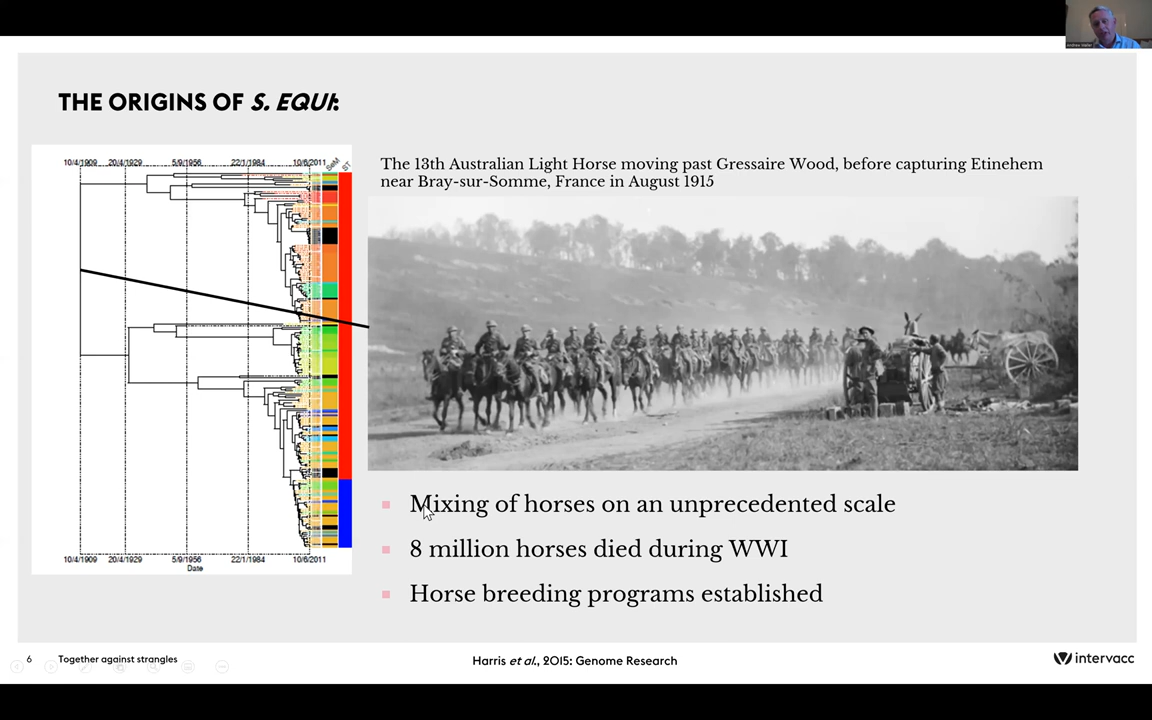 Andrew Waller
THE ORIGINS OF S. EQUI:
10/4/1909 20/4/1929 5/9/1956 22/1/1984 10/6/2011 SeM ST
The 13th Australian Light Horse moving past Gressaire Wood, before capturing Etinehem
near Bray-sur-Somme, France in August 1915
Mixing of horses on an unprecedented scale
8 million horses died during WWI
Horse breeding programs established
10/4/1909 20/4/1929 5/9/1956 22/1/1984 10/6/2011
Date
6 Together against strangles
Harris et al., 2015: Genome Research
intervacc